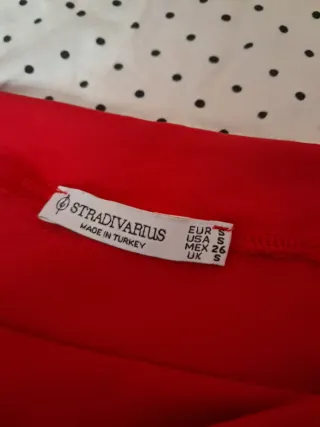 STRADIVARIUS
MADE IN TURKEY
EUR S
USA S
MEX 26
UK S